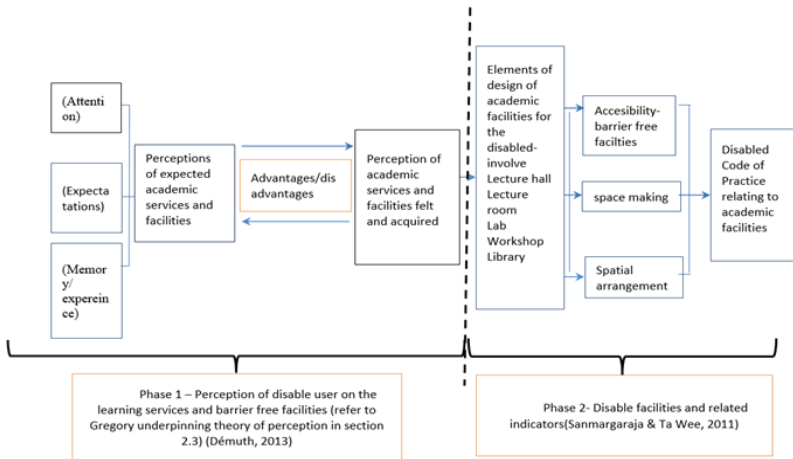 (Attenti
on)
(Expecta
tations)
(Memor
y/
experein
ce)
Perceptions
of expected
academic
services and
facilities
Advantages/dis
advantages
Perception of
academic
services and
facilities felt
and acquired
Elements of
design of
academic
facilities for
the
disabled-
involve
Lecture hall
Lecture
room
Lab
Workshop
Library
Accesibility-
barrier free
facilties
space making
Spatial
arrangement
Disabled
Code of
Practice
relating to
academic
facilities
Phase 1 – Perception of disable user on the
learning services and barrier free facilities (refer to
Gregory underpinning theory of perception in section
2.3) (Démuth, 2013)
Phase 2- Disable facilities and related
indicators(Sanmargaraja & Ta Wee, 2011)